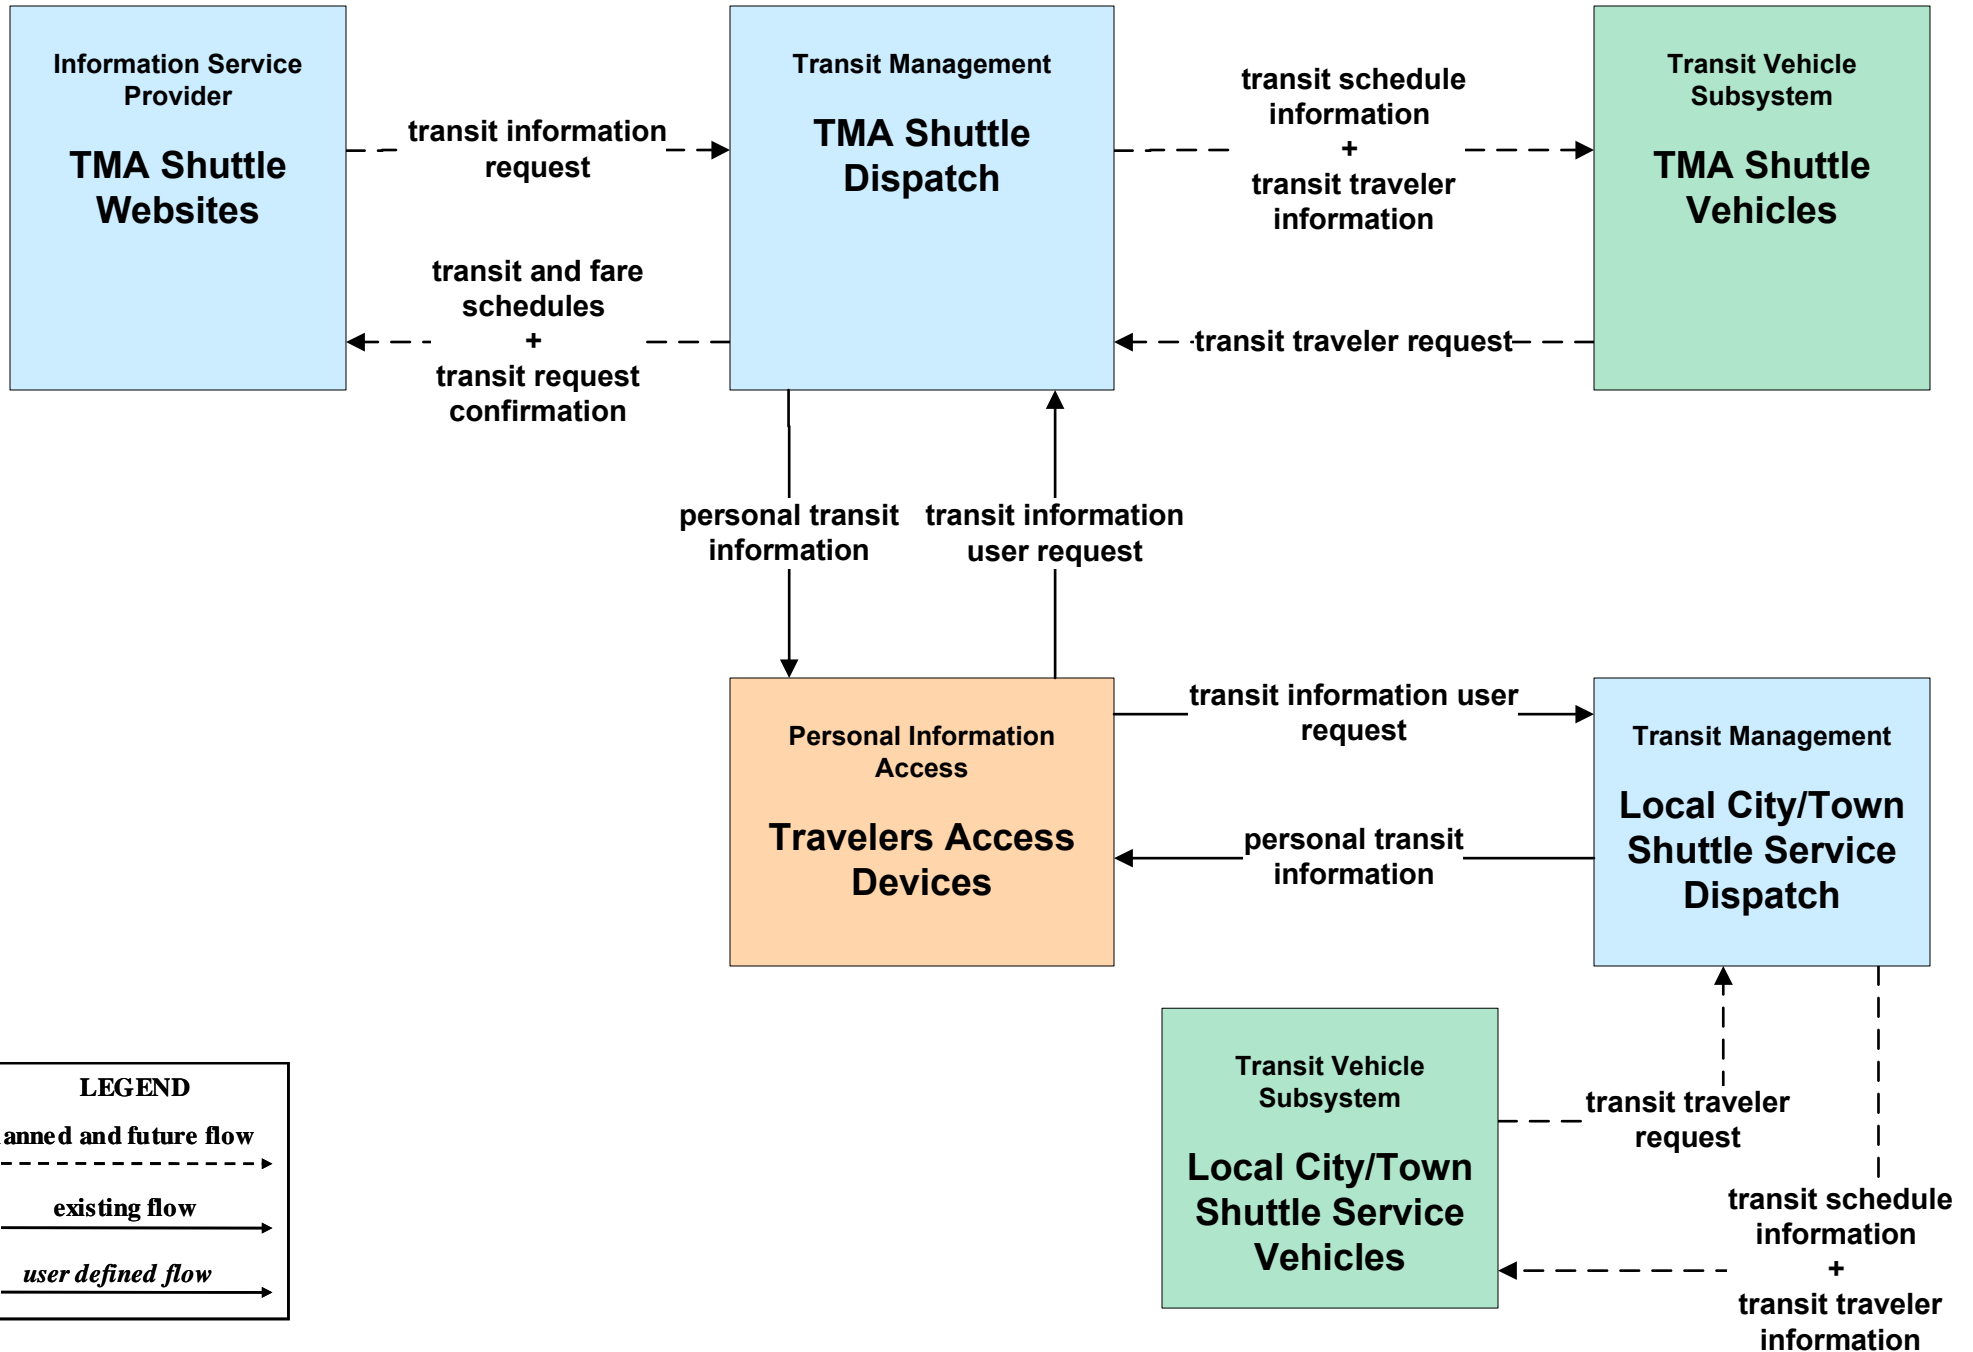 Information Service
Provider
TMA Shuttle
Websites
transit information
request
transit and fare
schedules
+
transit request
confirmation
Transit Management
TMA Shuttle
Dispatch
transit schedule
information
+
transit traveler
information
transit traveler request
Transit Vehicle
Subsystem
TMA Shuttle
Vehicles
personal transit
information
transit information
user request
Personal Information
Access
Travelers Access
Devices
transit information user
request
personal transit
information
Transit Management
Local City/Town
Shuttle Service
Dispatch
Transit Vehicle
Subsystem
Local City/Town
Shuttle Service
Vehicles
transit traveler
request
transit schedule
information
+
transit traveler
information
LEGEND
anned and future flow
existing flow
user defined flow